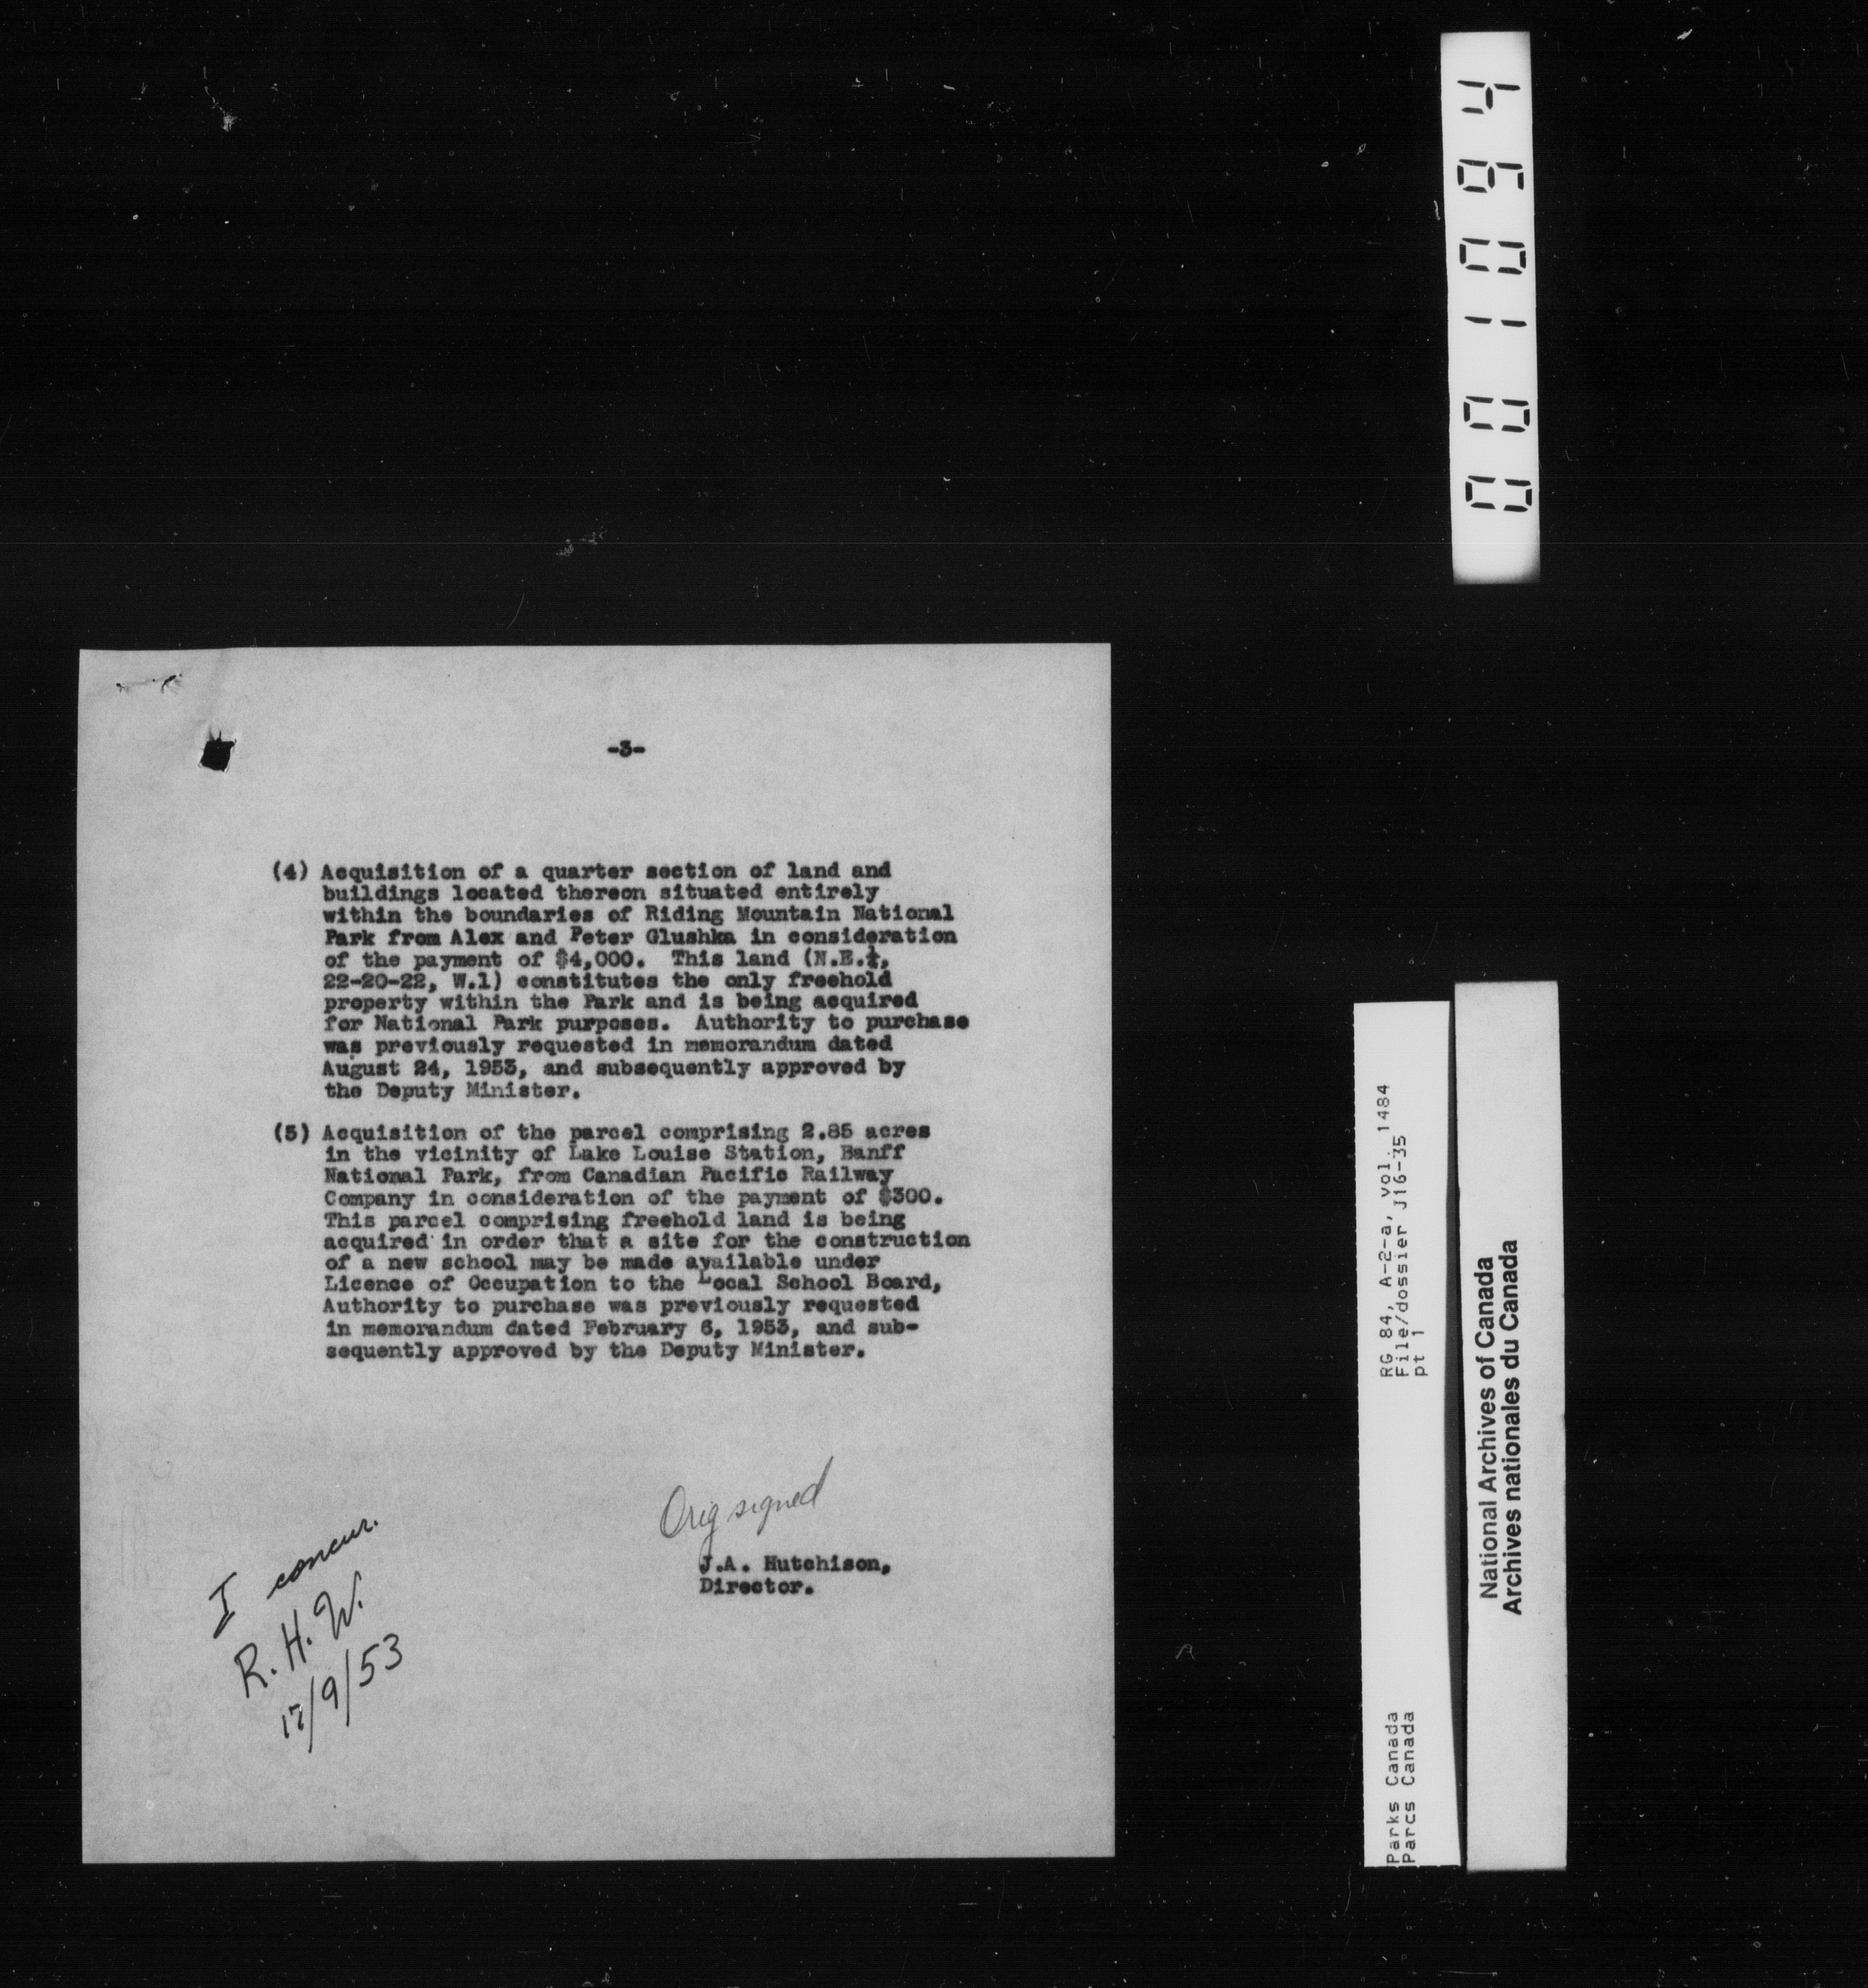 001094
-3-
(4) Acquisition of a quarter section of land and
buildings located thereon situated entirely
within the boundaries of Riding Mountain National
Park from Alex and Peter Glushka in consideration
of the payment of $4,000. This land (N.E.¼,
22-20-22, W.1) constitutes the only freehold
property within the Park and is being acquired
for National Park purposes. Authority to purchase
was previously requested in memorandum dated
August 24, 1953, and subsequently approved by
the Deputy Minister.
(5) Acquisition of the parcel comprising 2.85 acres
in the vicinity of Lake Louise Station, Banff
National Park, from Canadian Pacific Railway
Company in consideration of the payment of $300.
This parcel comprising freehold land is being
acquired in order that a site for the construction
of a new school may be made available under
Licence of Occupation to the Local School Board,
Authority to purchase was previously requested
in memorandum dated February 6, 1953, and sub-
sequently approved by the Deputy Minister.
Orig signed
J.A. Hutchison,
Director.
I concur.
R. H. W.
17/9/53
Parks Canada
Parcs Canada
RG 84, A-2-a, vol. 1484
File/dossier J16-35
pt 1
National Archives of Canada
Archives nationales du Canada